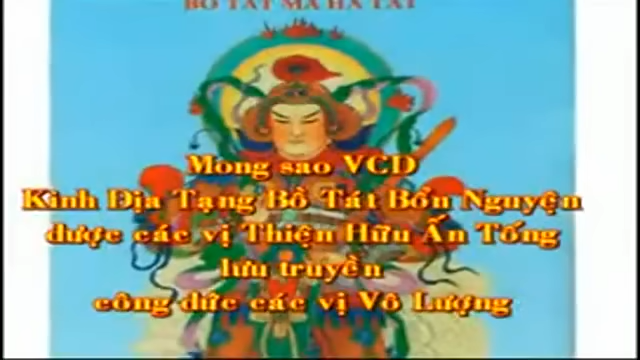 BỒ TÁT MA HA TÁT
Mong sao VCD
Kinh Địa Tạng Bồ Tát Bổn Nguyện
được các vị Thiện Hữu Ấn Tống
lưu truyền
công đức các vị Vô Lượng